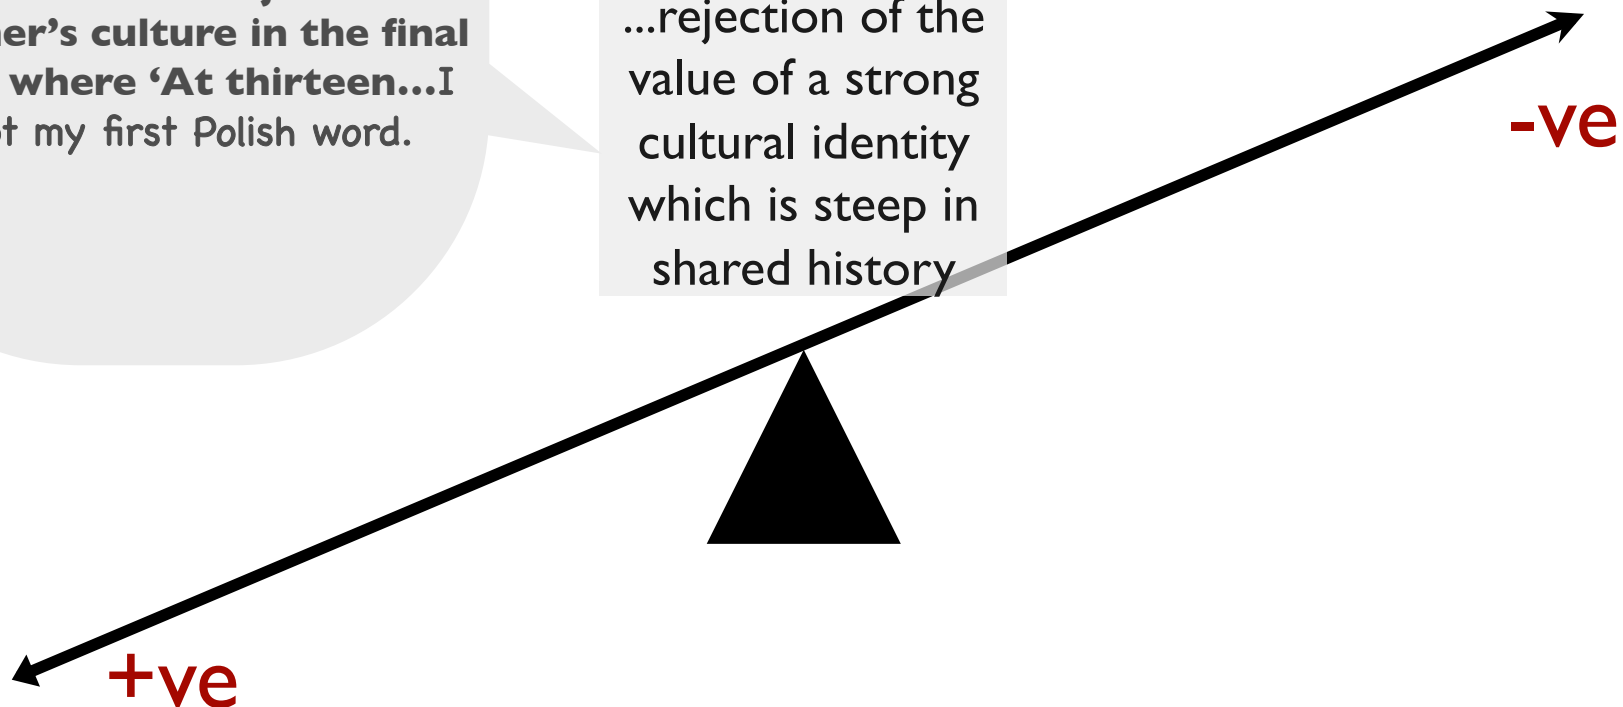 culture in the final
where ‘At thirteen...I
my first Polish word.
...rejection of the
value of a strong
cultural identity
which is steep in
shared history
-ve
+ve